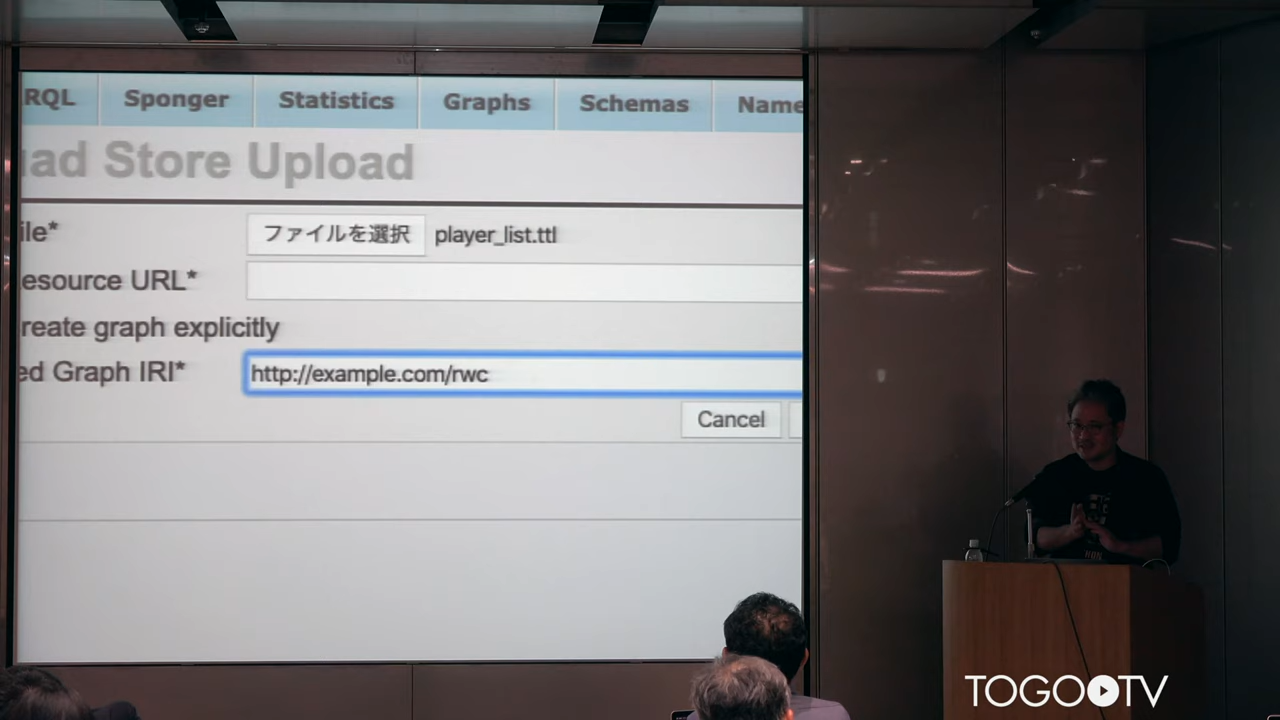 RQL Sponger Statistics Graphs Schemas Name
ad Store Upload
ile* ファイルを選択 player_list.ttl
esource URL*
reate graph explicitly
ed Graph IRI* http://example.com/rwc
Cancel
TOGO TV